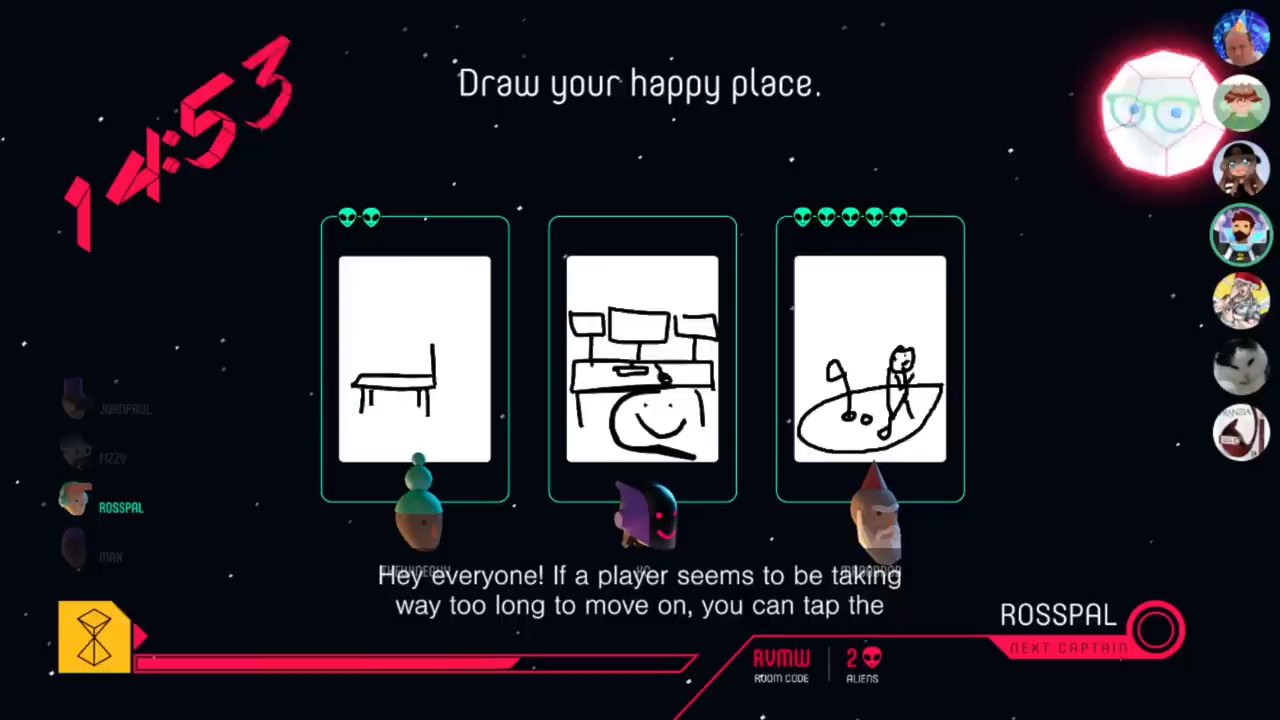 14:53
Draw your happy place.
JOHNPAUL
FIZZY
ROSSPAL
MAX
Hey everyone! If a player seems to be taking
way too long to move on, you can tap the
ROSSPAL
NEXT CAPTAIN
RVMW
ROOM CODE
2
ALIENS